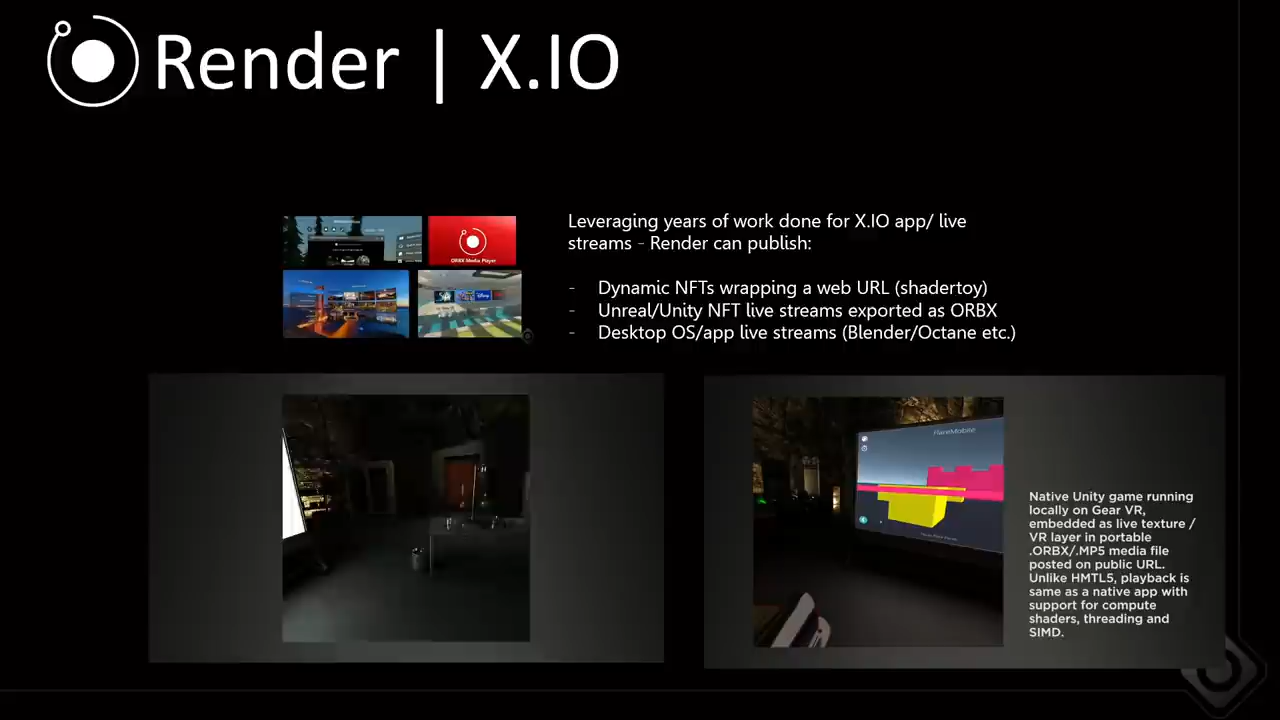 Render | X.IO
Leveraging years of work done for X.IO app/ live
streams - Render can publish:
- Dynamic NFTs wrapping a web URL (shadertoy)
- Unreal/Unity NFT live streams exported as ORBX
- Desktop OS/app live streams (Blender/Octane etc.)
ORBX Media Player
DISNEP
PlaneMobile
Native Unity game running
locally on Gear VR,
embedded as live texture /
VR layer in portable
.ORBX/.MP5 media file
posted on public URL.
Unlike HMTL5, playback is
same as a native app with
support for compute
shaders, threading and
SIMD.